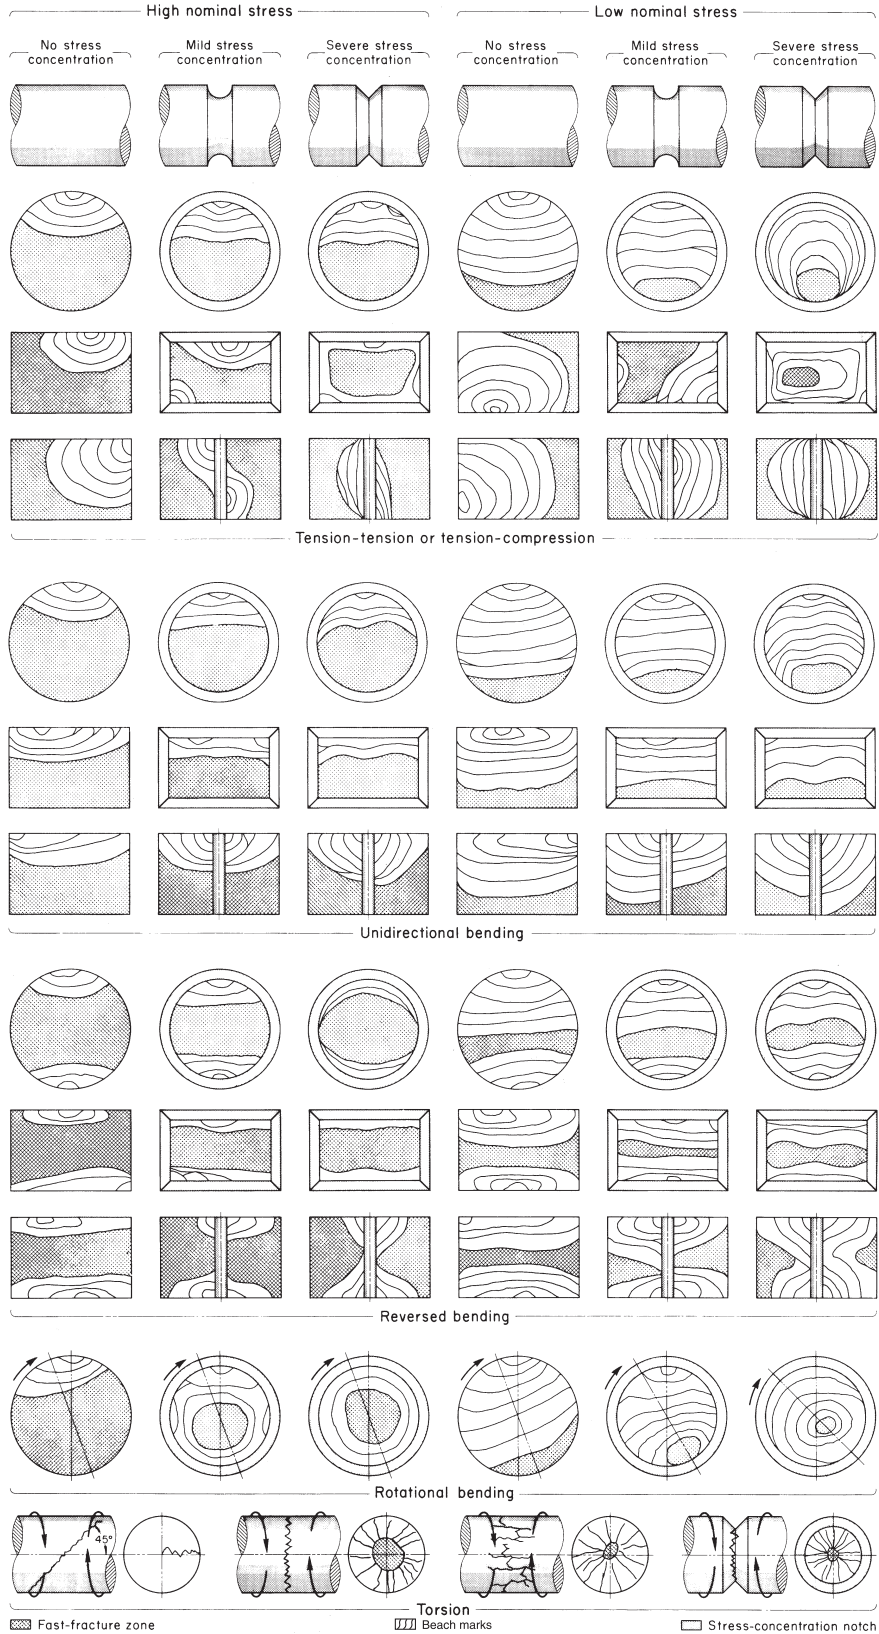 High nominal stress
Low nominal stress
No stress
concentration
Mild stress
concentration
Severe stress
concentration
No stress
concentration
Mild stress
concentration
Severe stress
concentration
Tension-tension or tension-compression
Unidirectional bending
Reversed bending
Rotational bending
45°
Torsion
Fast-fracture zone
Beach marks
Stress-concentration notch